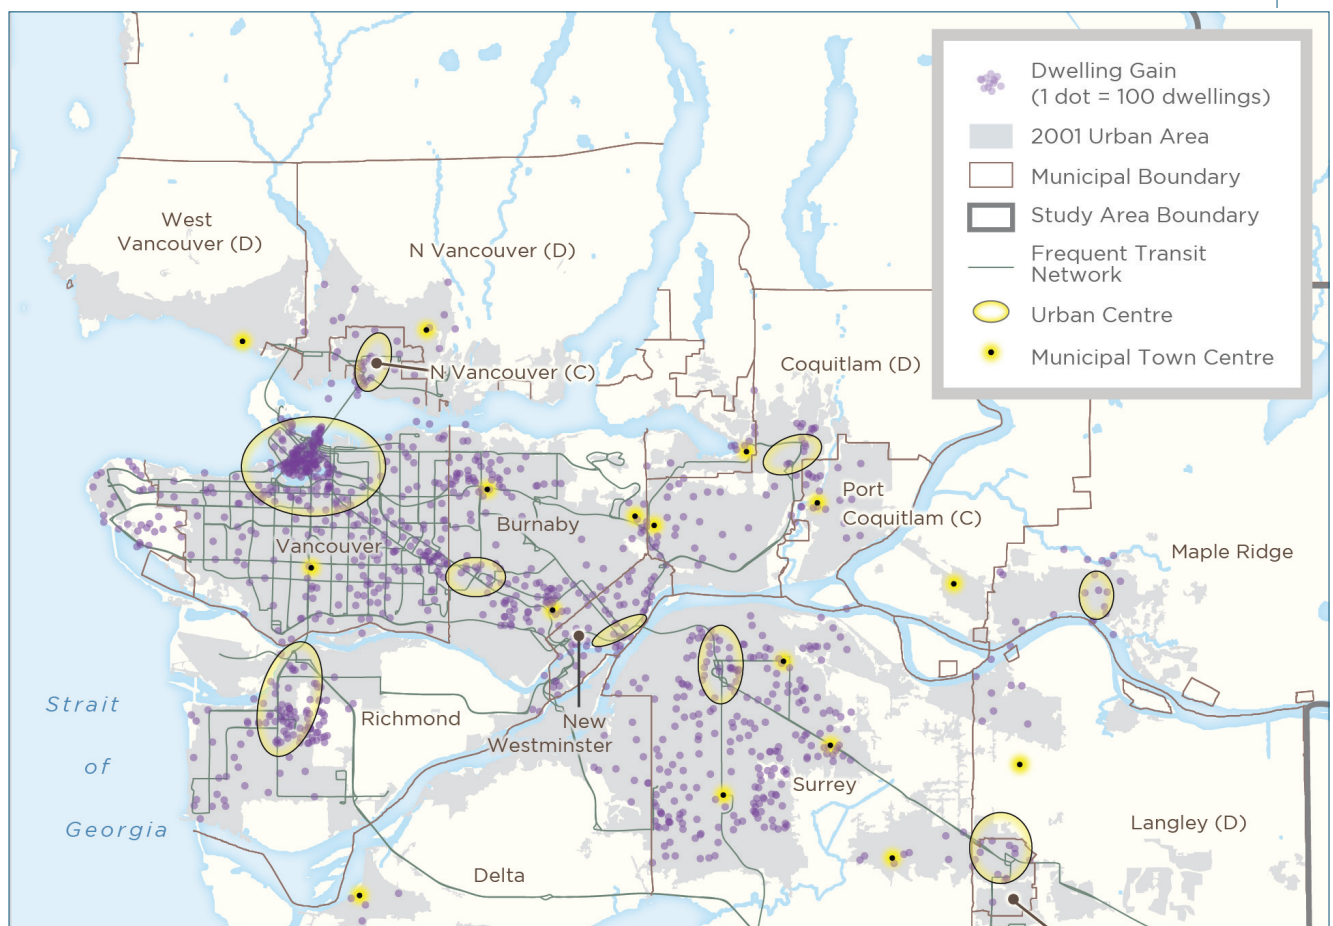 Dwelling Gain
(1 dot = 100 dwellings)
2001 Urban Area
Municipal Boundary
Study Area Boundary
Frequent Transit
Network
Urban Centre
Municipal Town Centre
West
Vancouver (D)
N Vancouver (D)
N Vancouver (C)
Coquitlam (D)
Port
Coquitlam (C)
Burnaby
Vancouver
Maple Ridge
Strait
of
Georgia
Richmond
New
Westminster
Surrey
Langley (D)
Delta